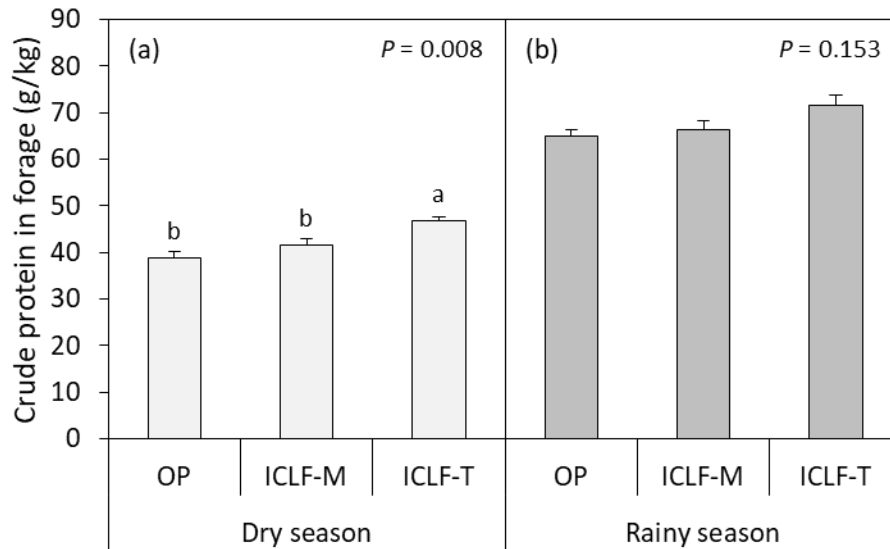 Crude protein in forage (g/kg)
90
80
70
60
50
40
30
20
10
0
(a)
P = 0.008
b
b
a
OP
ICLF-M
ICLF-T
Dry season
(b)
P = 0.153
OP
ICLF-M
ICLF-T
Rainy season